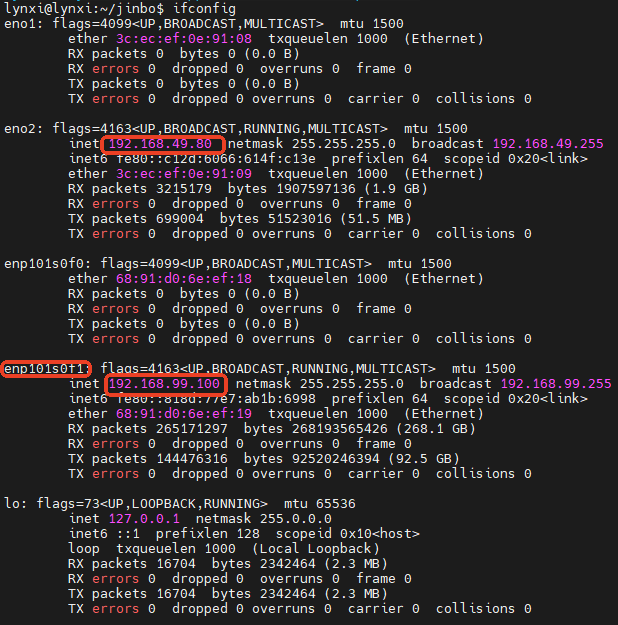 lynxi@lynxi:~/jinbo$ ifconfig
eno1: flags=4099<UP,BROADCAST,MULTICAST>  mtu 1500
        ether 3c:ec:ef:0e:91:08  txqueuelen 1000  (Ethernet)
        RX packets 0  bytes 0 (0.0 B)
        RX errors 0  dropped 0  overruns 0  frame 0
        TX packets 0  bytes 0 (0.0 B)
        TX errors 0  dropped 0 overruns 0  carrier 0  collisions 0

eno2: flags=4163<UP,BROADCAST,RUNNING,MULTICAST>  mtu 1500
        inet 192.168.49.80  netmask 255.255.255.0  broadcast 192.168.49.255
        inet6 fe80::c12d:6066:614f:c13e  prefixlen 64  scopeid 0x20<link>
        ether 3c:ec:ef:0e:91:09  txqueuelen 1000  (Ethernet)
        RX packets 3215179  bytes 1907597136 (1.9 GB)
        RX errors 0  dropped 0  overruns 0  frame 0
        TX packets 699004  bytes 51523016 (51.5 MB)
        TX errors 0  dropped 0 overruns 0  carrier 0  collisions 0

enp101s0f0: flags=4099<UP,BROADCAST,MULTICAST>  mtu 1500
        ether 68:91:d0:6e:ef:18  txqueuelen 1000  (Ethernet)
        RX packets 0  bytes 0 (0.0 B)
        RX errors 0  dropped 0  overruns 0  frame 0
        TX packets 0  bytes 0 (0.0 B)
        TX errors 0  dropped 0 overruns 0  carrier 0  collisions 0

enp101s0f1: flags=4163<UP,BROADCAST,RUNNING,MULTICAST>  mtu 1500
        inet 192.168.99.100  netmask 255.255.255.0  broadcast 192.168.99.255
        inet6 fe80::818d:77e7:ab1b:6998  prefixlen 64  scopeid 0x20<link>
        ether 68:91:d0:6e:ef:19  txqueuelen 1000  (Ethernet)
        RX packets 265171297  bytes 268193565426 (268.1 GB)
        RX errors 0  dropped 0  overruns 0  frame 0
        TX packets 144476316  bytes 92520246394 (92.5 GB)
        TX errors 0  dropped 0 overruns 0  carrier 0  collisions 0

lo: flags=73<UP,LOOPBACK,RUNNING>  mtu 65536
        inet 127.0.0.1  netmask 255.0.0.0
        inet6 ::1  prefixlen 128  scopeid 0x10<host>
        loop  txqueuelen 1000  (Local Loopback)
        RX packets 16704  bytes 2342464 (2.3 MB)
        RX errors 0  dropped 0  overruns 0  frame 0
        TX packets 16704  bytes 2342464 (2.3 MB)
        TX errors 0  dropped 0 overruns 0  carrier 0  collisions 0